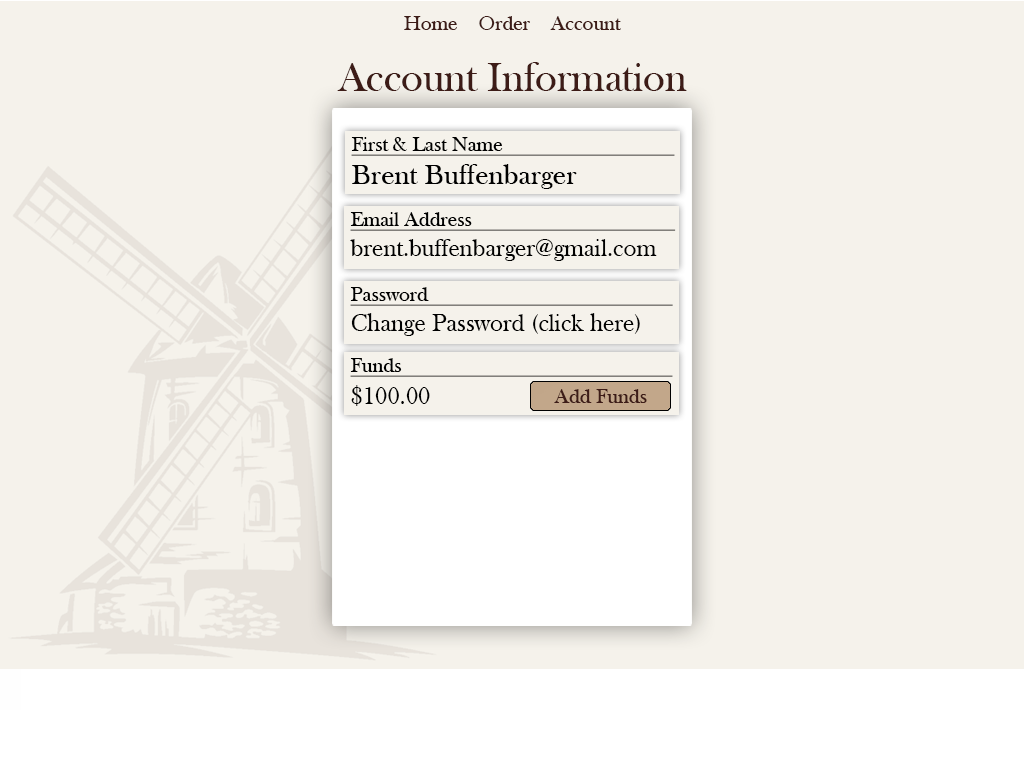 Home Order Account
Account Information
First & Last Name
Brent Buffenbarger
Email Address
brent.buffenbarger@gmail.com
Password
Change Password (click here)
Funds
$100.00 Add Funds